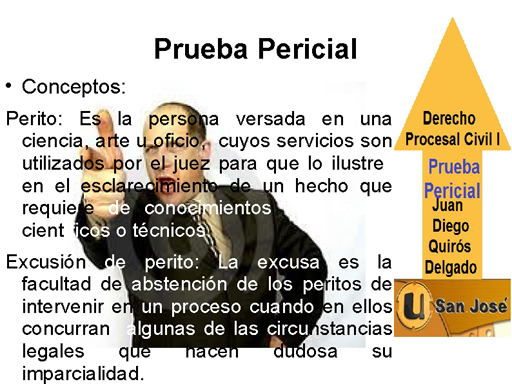 Prueba Pericial
• Conceptos:
Perito: Es la persona versada en una
ciencia, arte u oficio, cuyos servicios son
utilizados por el juez para que lo ilustre
en el esclarecimiento de un hecho que
requiere de conocimientos
cient ficos o técnicos.
Excusión de perito: La excusa es la
facultad de abstención de los peritos de
intervenir en un proceso cuando en ellos
concurran algunas de las circunstancias
legales que hacen dudosa su
imparcialidad.
Derecho
Procesal Civil I
Prueba
Pericial
Juan
Diego
Quirós
Delgado
U San José